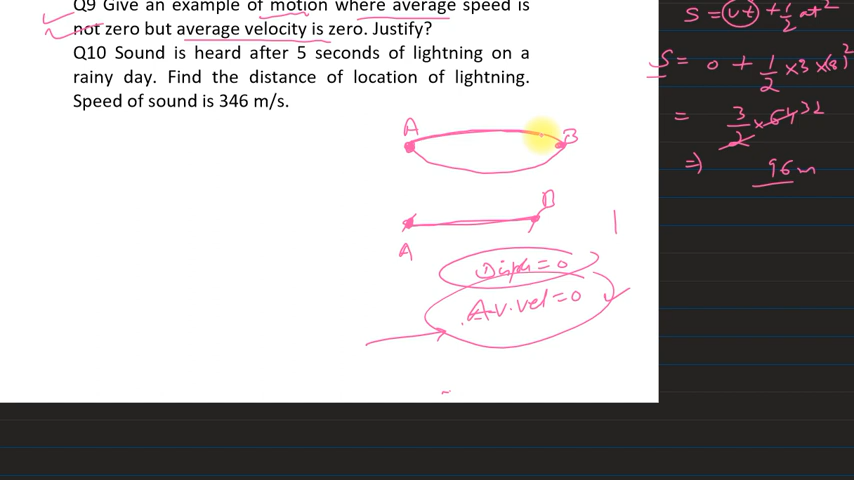 Q9 Give an example of motion where average speed is
not zero but average velocity is zero. Justify?
Q10 Sound is heard after 5 seconds of lightning on a
rainy day. Find the distance of location of lightning.
Speed of sound is 346 m/s.
A
B
B
A
Disp = 0
Av. vel = 0
S = ut + 1/2 at²
S = 0 + 1/2 × 3 × (8)²
= 3/2 × 64 32
⇒ 96 m